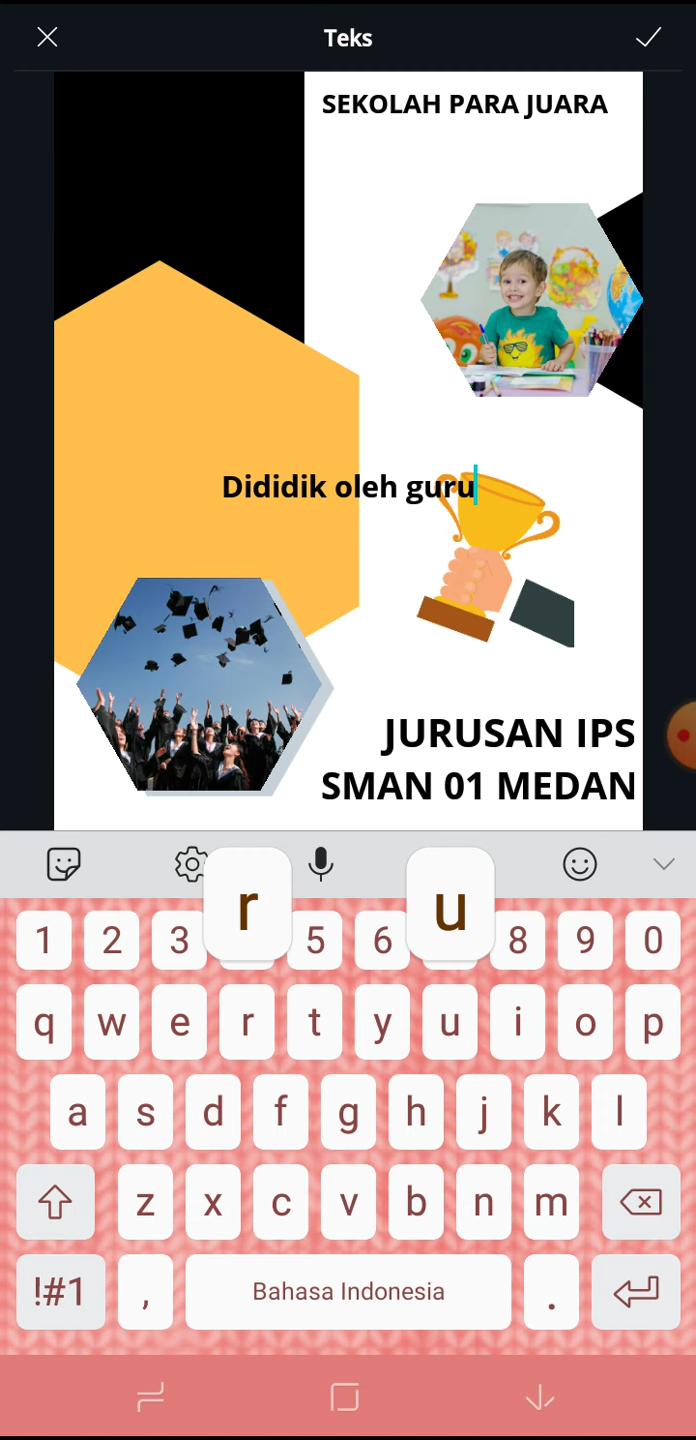 Teks
SEKOLAH PARA JUARA
Dididik oleh guru
JURUSAN IPS
SMAN 01 MEDAN
r u
1 2 3 5 6 8 9 0
q w e r t y u i o p
a s d f g h j k l
z x c v b n m
!#1 , Bahasa Indonesia .